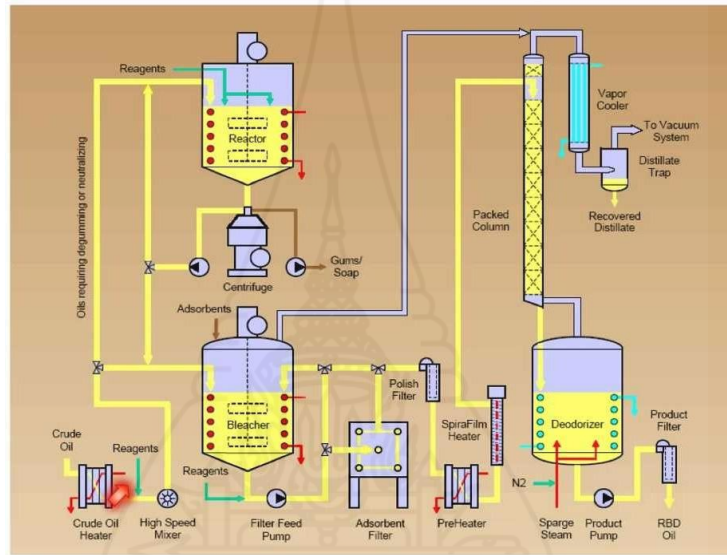 Reagents
Reactor
Oils requiring degumming or neutralizing
Centrifuge
Gums/
Soap
Adsorbents
Bleacher
Crude
Oil
Reagents
Crude Oil
Heater
High Speed
Mixer
Reagents
Filter Feed
Pump
Adsorbent
Filter
Polish
Filter
PreHeater
SpiraFilm
Heater
Packed
Column
Vapor
Cooler
To Vacuum
System
Distillate
Trap
Recovered
Distillate
Deodorizer
N2
Sparge
Steam
Product
Pump
Product
Filter
RBD
Oil